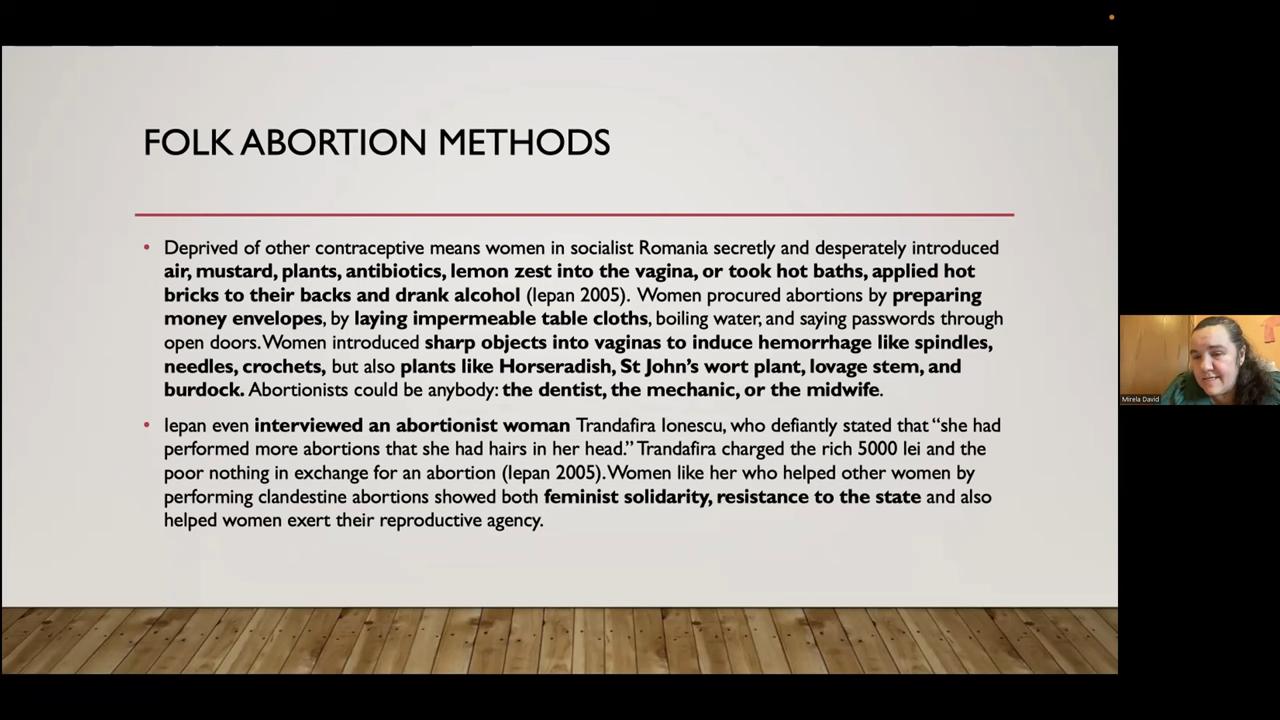 FOLK ABORTION METHODS
• Deprived of other contraceptive means women in socialist Romania secretly and desperately introduced
air, mustard, plants, antibiotics, lemon zest into the vagina, or took hot baths, applied hot
bricks to their backs and drank alcohol (Iepan 2005). Women procured abortions by preparing
money envelopes, by laying impermeable table cloths, boiling water, and saying passwords through
open doors. Women introduced sharp objects into vaginas to induce hemorrhage like spindles,
needles, crochets, but also plants like Horseradish, St John's wort plant, lovage stem, and
burdock. Abortionists could be anybody: the dentist, the mechanic, or the midwife.
• Iepan even interviewed an abortionist woman Trandafira Ionescu, who defiantly stated that “she had
performed more abortions that she had hairs in her head.” Trandafira charged the rich 5000 lei and the
poor nothing in exchange for an abortion (Iepan 2005). Women like her who helped other women by
performing clandestine abortions showed both feminist solidarity, resistance to the state and also
helped women exert their reproductive agency.
Mirela David